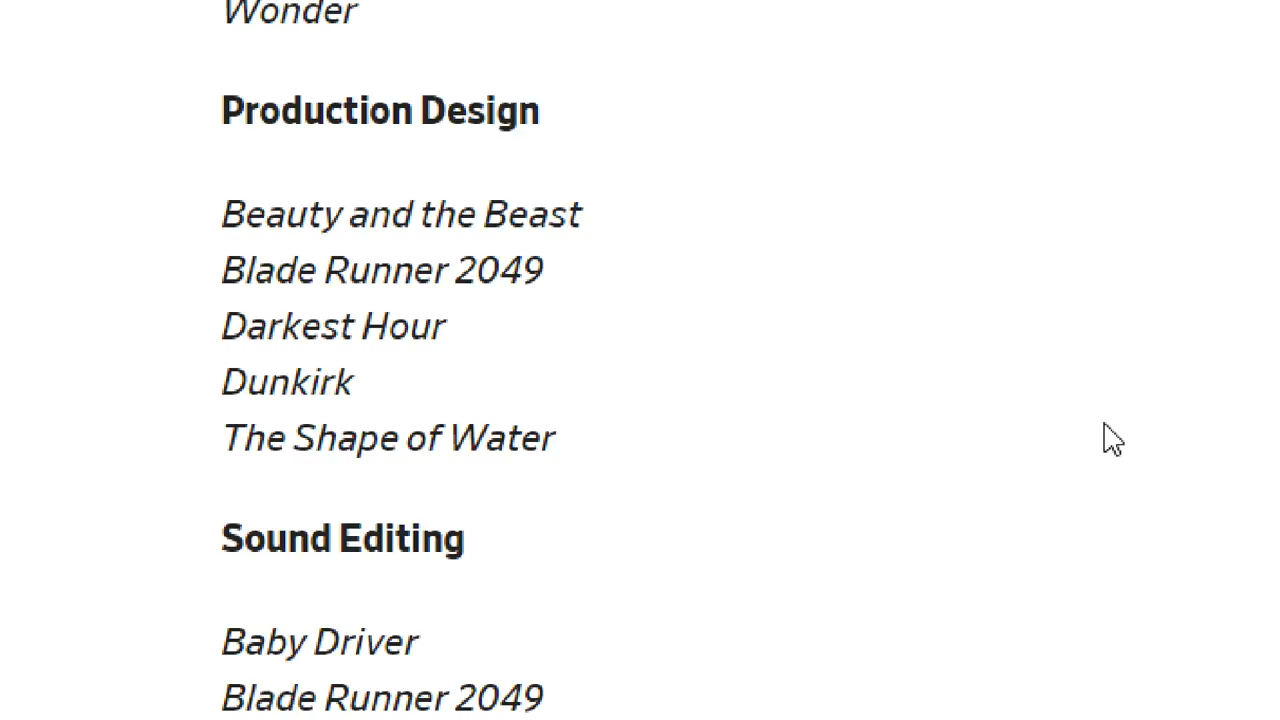 Wonder
Production Design
Beauty and the Beast
Blade Runner 2049
Darkest Hour
Dunkirk
The Shape of Water
Sound Editing
Baby Driver
Blade Runner 2049